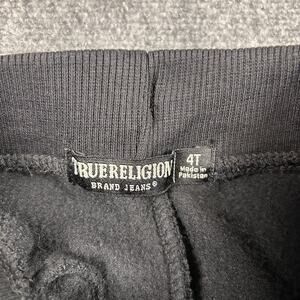 TRUERELIGION
BRAND JEANS®
4T
Made in
Pakistan